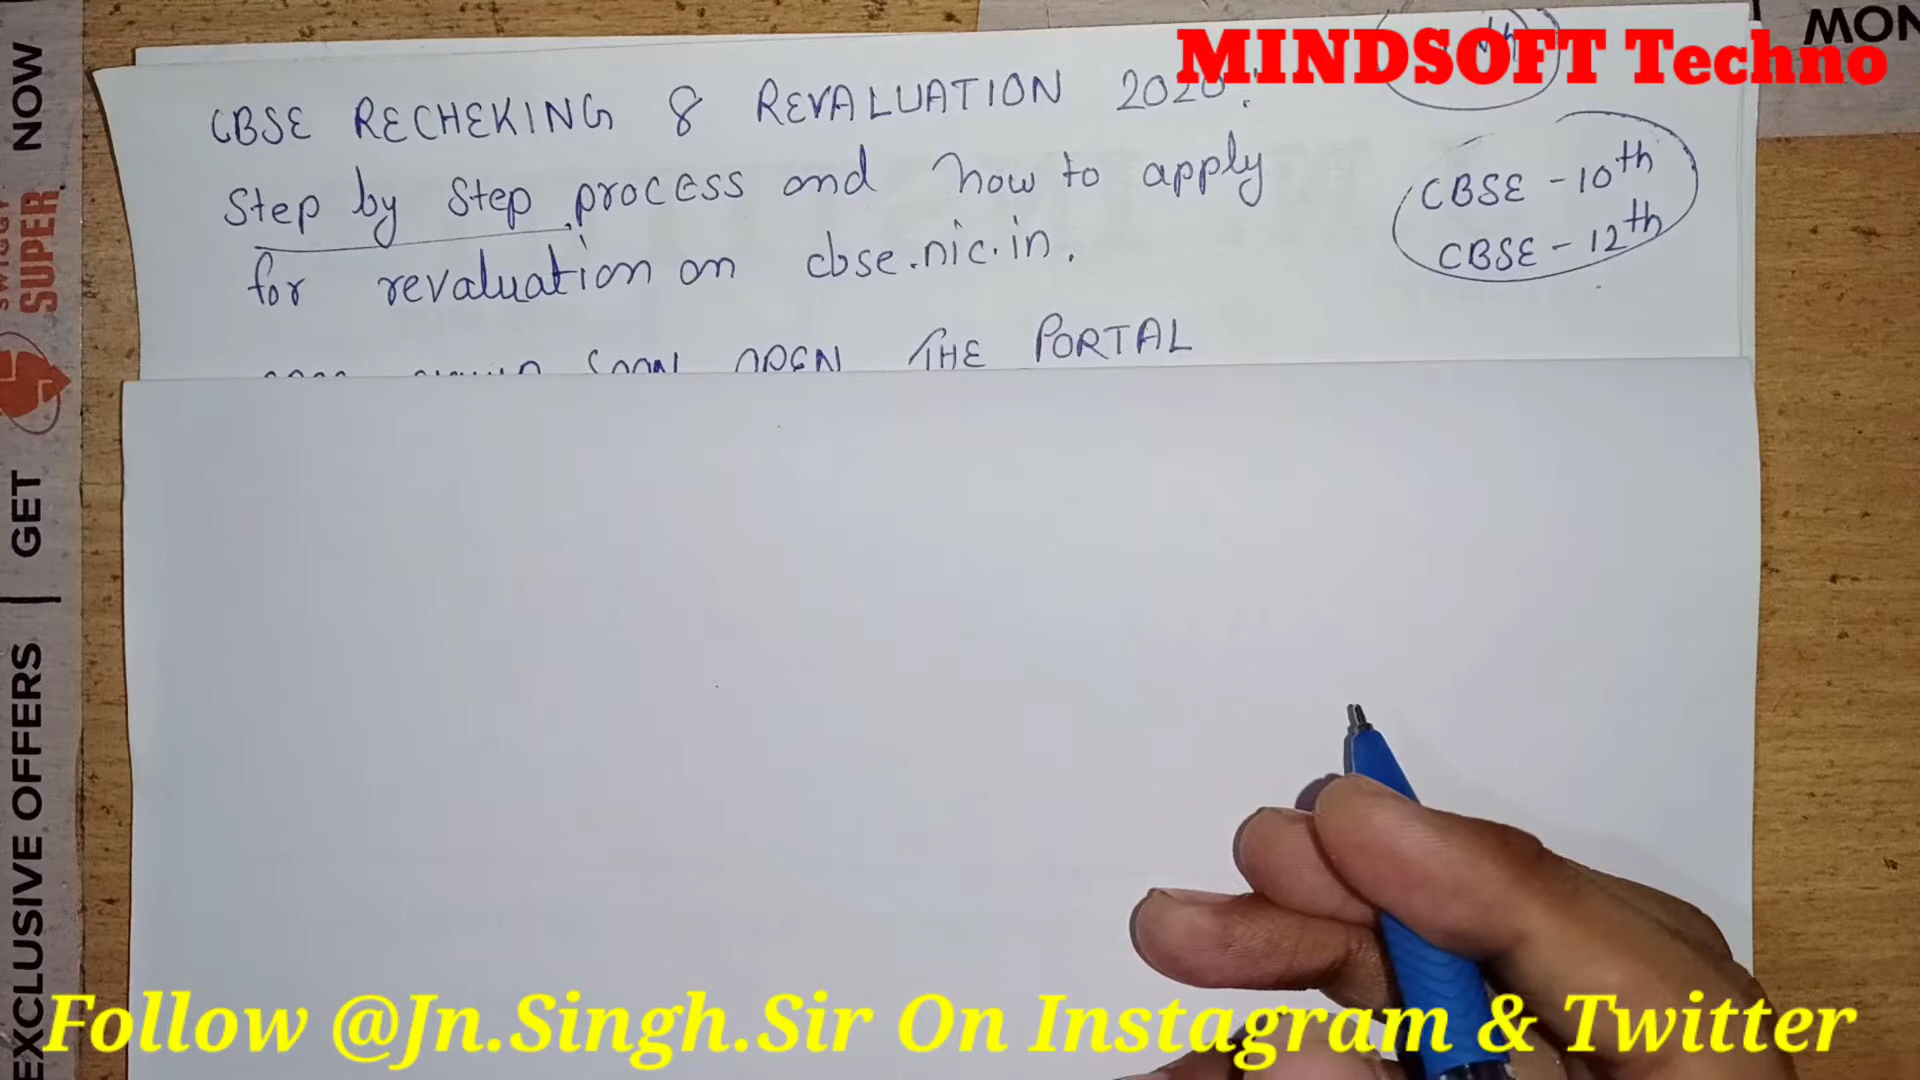 MINDSOFT Techno
MON
CBSE RECHEKING & REVALUATION 2020:
Step by Step process and how to apply
for revaluation on cbse.nic.in.
CBSE - 10th
CBSE - 12th
OPEN THE PORTAL
EXCLUSIVE OFFERS | GET
SUPER NOW
Follow @Jn.Singh.Sir On Instagram & Twitter